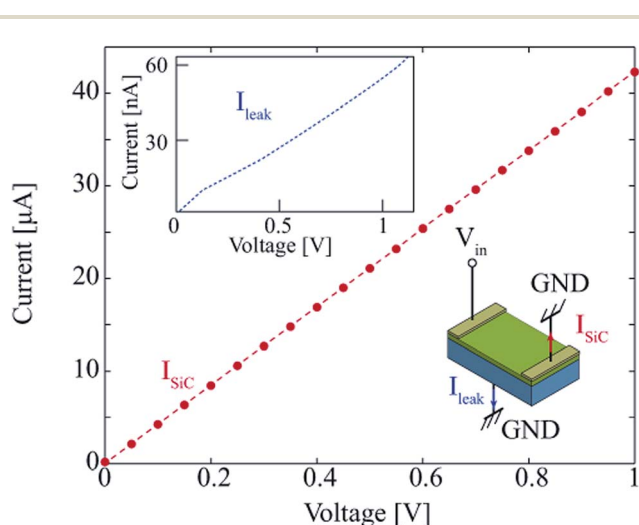 60
30
0
0.5
1
Current [nA]
Voltage [V]
I_leak
40
30
20
10
0
0
0.2
0.4
0.6
0.8
1
Current [μA]
Voltage [V]
I_SiC
V_in
GND
I_SiC
I_leak
GND